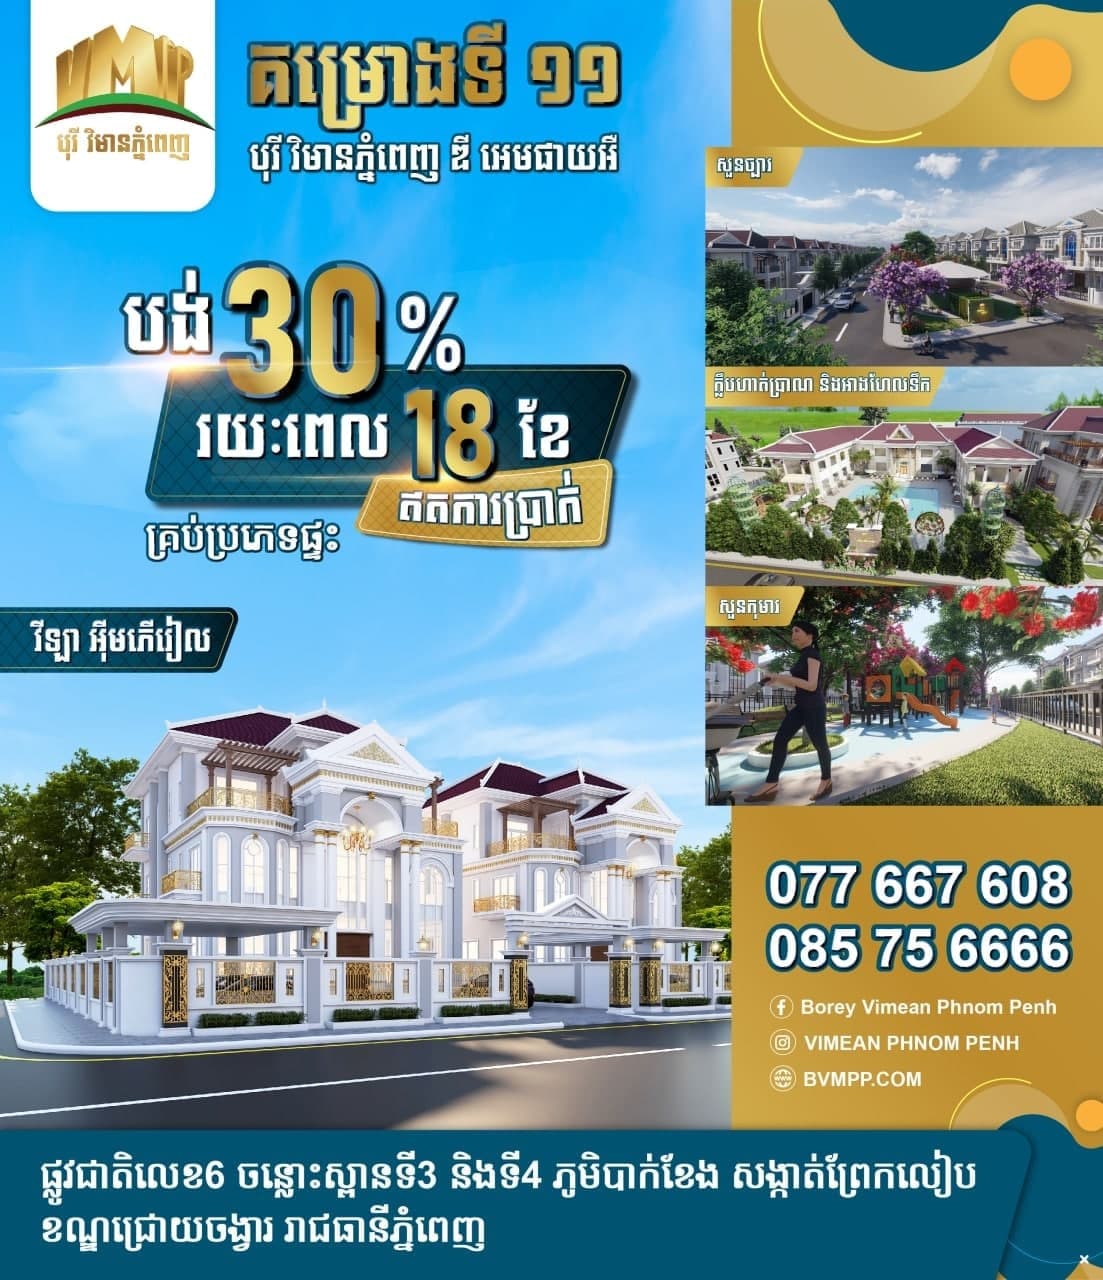 VMPP
បុរី វិមានភ្នំពេញ
គម្រោងទី ១១
បុរី វិមានភ្នំពេញ ឌី អេមផាយអឺ
បង់ 30 %
រយៈពេល 18 ខែ
ឥតការប្រាក់
គ្រប់ប្រភេទផ្ទះ
វីឡា អ៊ីមភើរៀល
សួនច្បារ
ក្លឹបហាត់ប្រាណ និងអាងហែលទឹក
សួនកុមារ
077 667 608
085 75 6666
Borey Vimean Phnom Penh
VIMEAN PHNOM PENH
BVMPP.COM
ផ្លូវជាតិលេខ6 ចន្លោះស្ពានទី3 និងទី4 ភូមិបាក់ខែង សង្កាត់ព្រែកលៀប
ខណ្ឌជ្រោយចង្វារ រាជធានីភ្នំពេញ